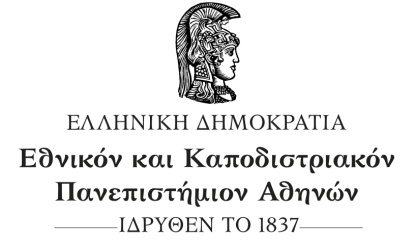 ΕΛΛΗΝΙΚΗ ΔΗΜΟΚΡΑΤΙΑ
Εθνικόν και Καποδιστριακόν
Πανεπιστήμιον Αθηνών
ΙΔΡΥΘΕΝ ΤΟ 1837